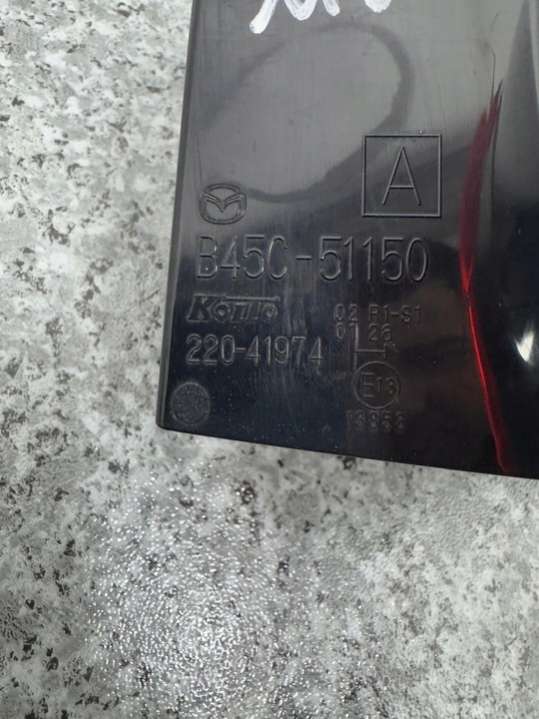 A
B45C-51150
KOITO
02 R1-S1
01 26
220-41974
E13